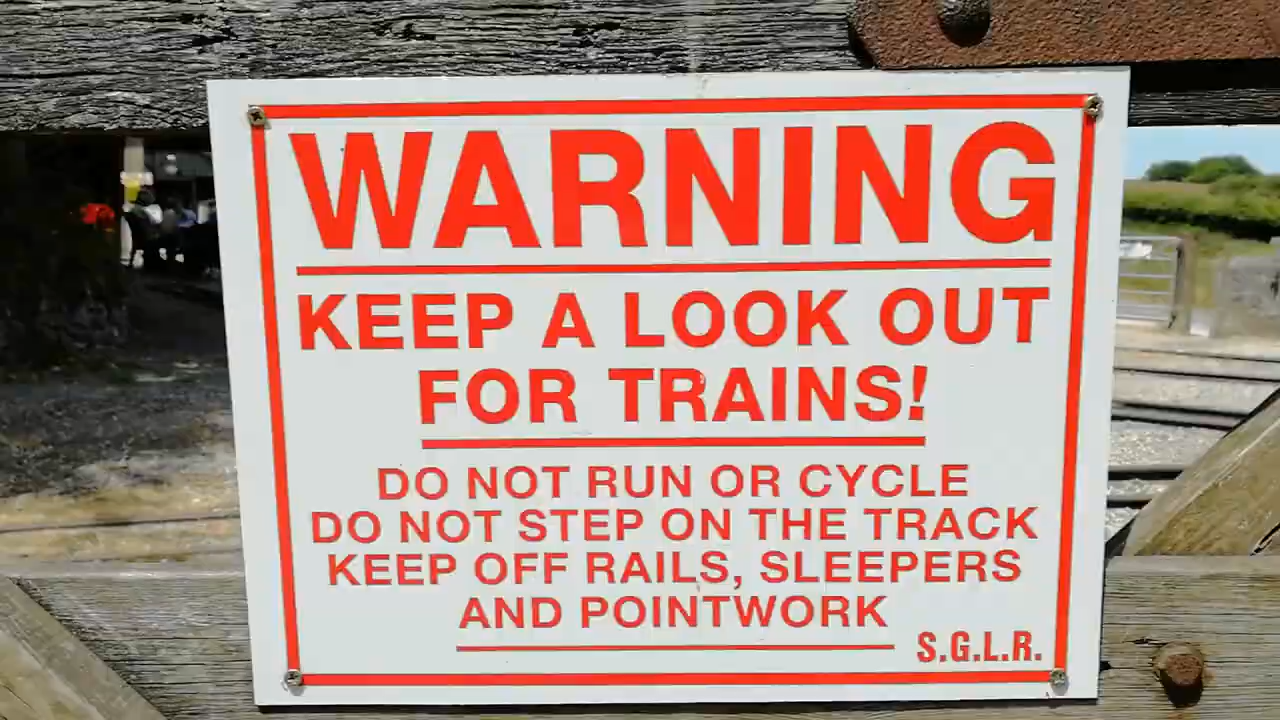 WARNING
KEEP A LOOK OUT
FOR TRAINS!
DO NOT RUN OR CYCLE
DO NOT STEP ON THE TRACK
KEEP OFF RAILS, SLEEPERS
AND POINTWORK
S.G.L.R.